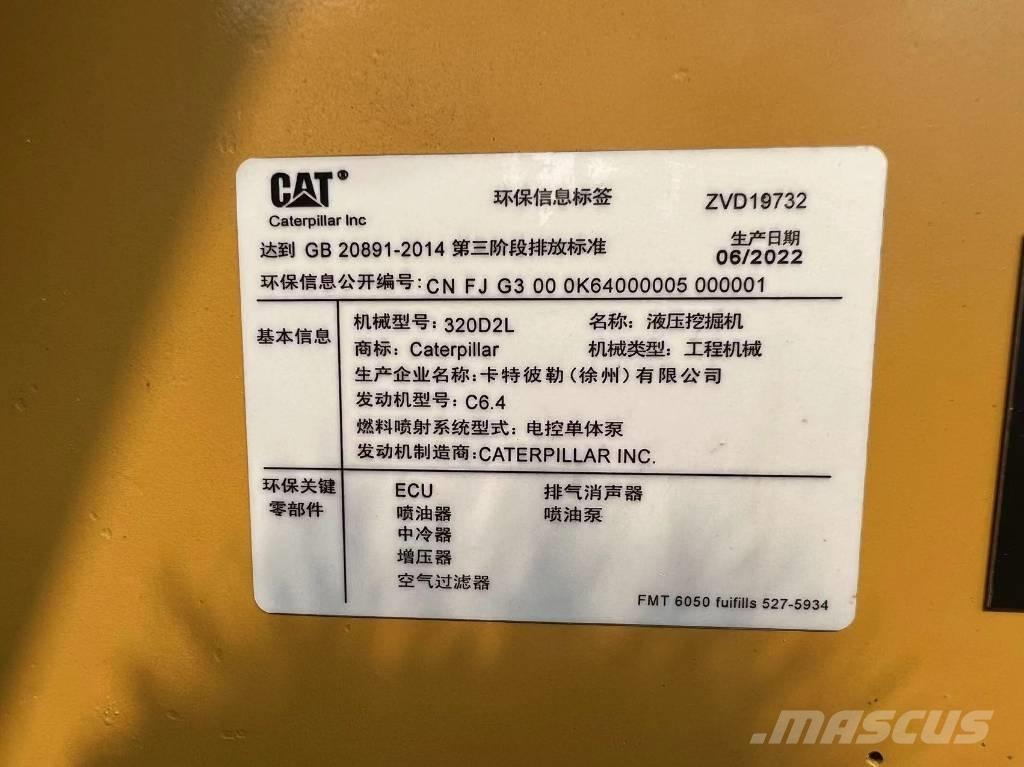 CAT® 环保信息标签 ZVD19732
Caterpillar Inc
达到 GB 20891-2014 第三阶段排放标准 生产日期
06/2022
环保信息公开编号: CN FJ G3 00 0K64000005 000001
基本信息
机械型号: 320D2L 名称: 液压挖掘机
商标: Caterpillar 机械类型: 工程机械
生产企业名称: 卡特彼勒(徐州)有限公司
发动机型号: C6.4
燃料喷射系统型式: 电控单体泵
发动机制造商: CATERPILLAR INC.
环保关键
零部件
ECU 排气消声器
喷油器 喷油泵
中冷器
增压器
空气过滤器
FMT 6050 fuifills 527-5934
MASCUS